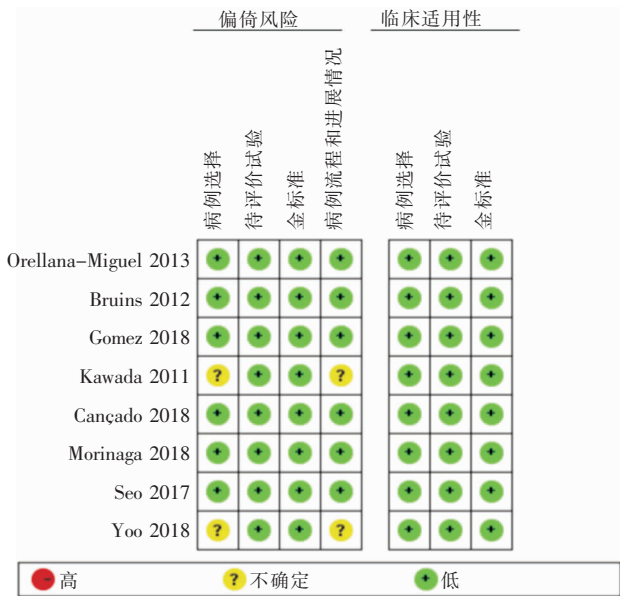 偏倚风险 临床适用性
病例选择
待评价试验
金标准
病例流程和进展情况
病例选择
待评价试验
金标准
Orellana-Miguel 2013 + + + + + + +
Bruins 2012 + + + + + + +
Gomez 2018 + + + + + + +
Kawada 2011 ? + + ? + + +
Cançado 2018 + + + + + + +
Morinaga 2018 + + + + + + +
Seo 2017 + + + + + + +
Yoo 2018 ? + + ? + + +
- 高 ? 不确定 + 低